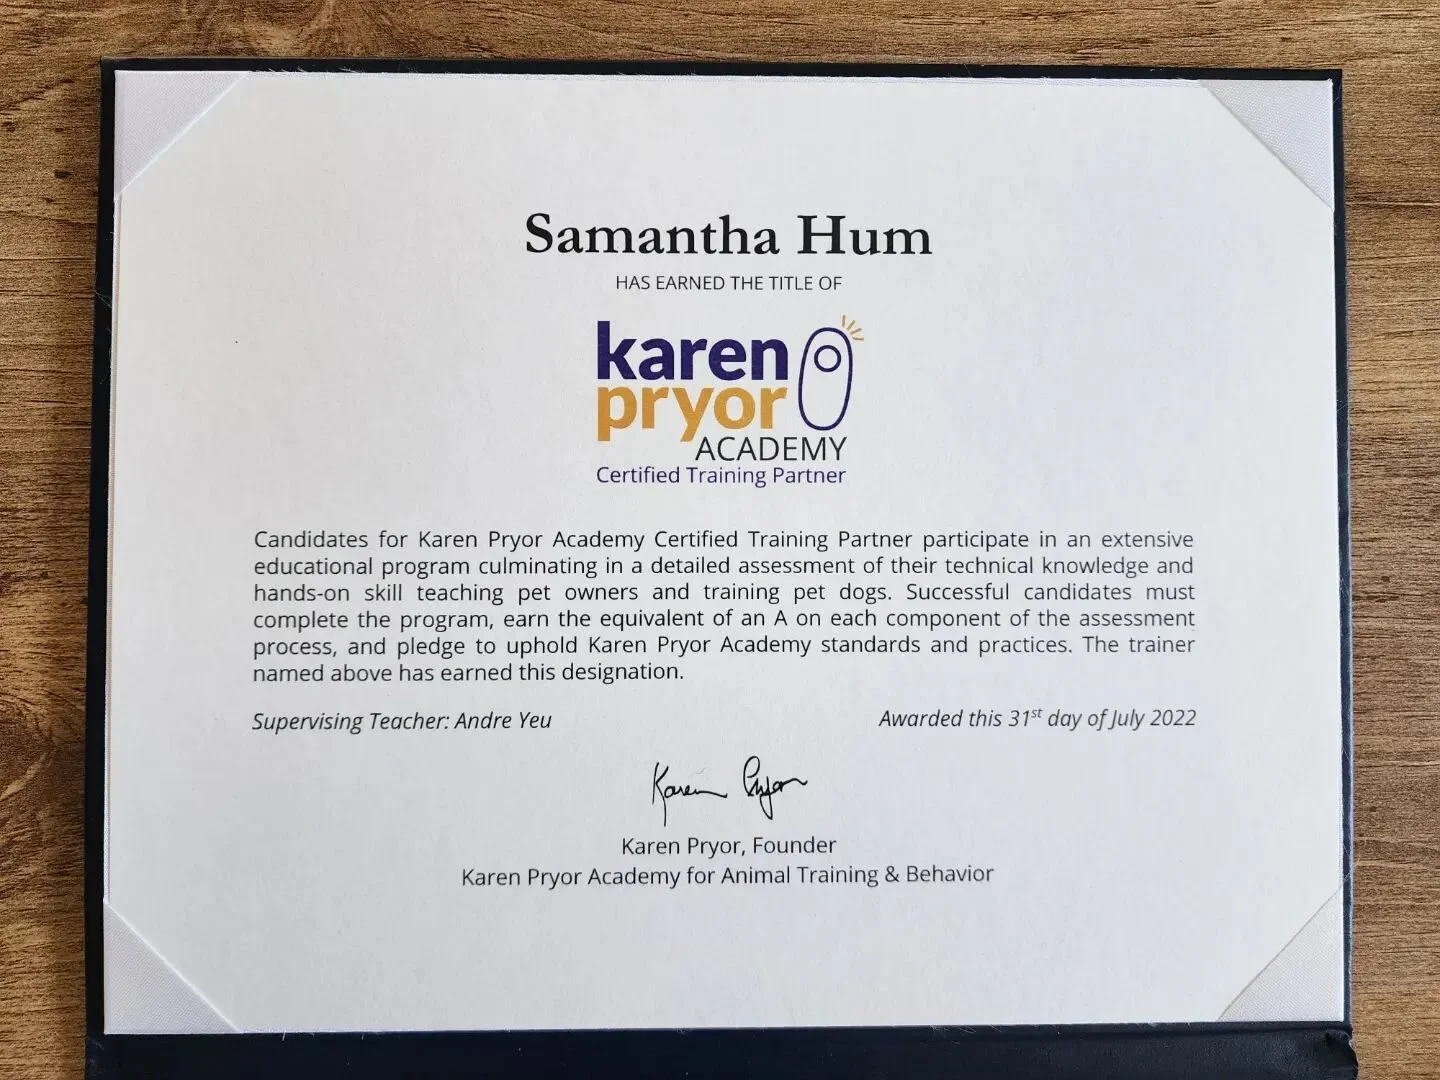 Samantha Hum
HAS EARNED THE TITLE OF
karen
pryor
ACADEMY
Certified Training Partner
Candidates for Karen Pryor Academy Certified Training Partner participate in an extensive
educational program culminating in a detailed assessment of their technical knowledge and
hands-on skill teaching pet owners and training pet dogs. Successful candidates must
complete the program, earn the equivalent of an A on each component of the assessment
process, and pledge to uphold Karen Pryor Academy standards and practices. The trainer
named above has earned this designation.
Supervising Teacher: Andre Yeu
Awarded this 31st day of July 2022
Karen Pryor
Karen Pryor, Founder
Karen Pryor Academy for Animal Training & Behavior